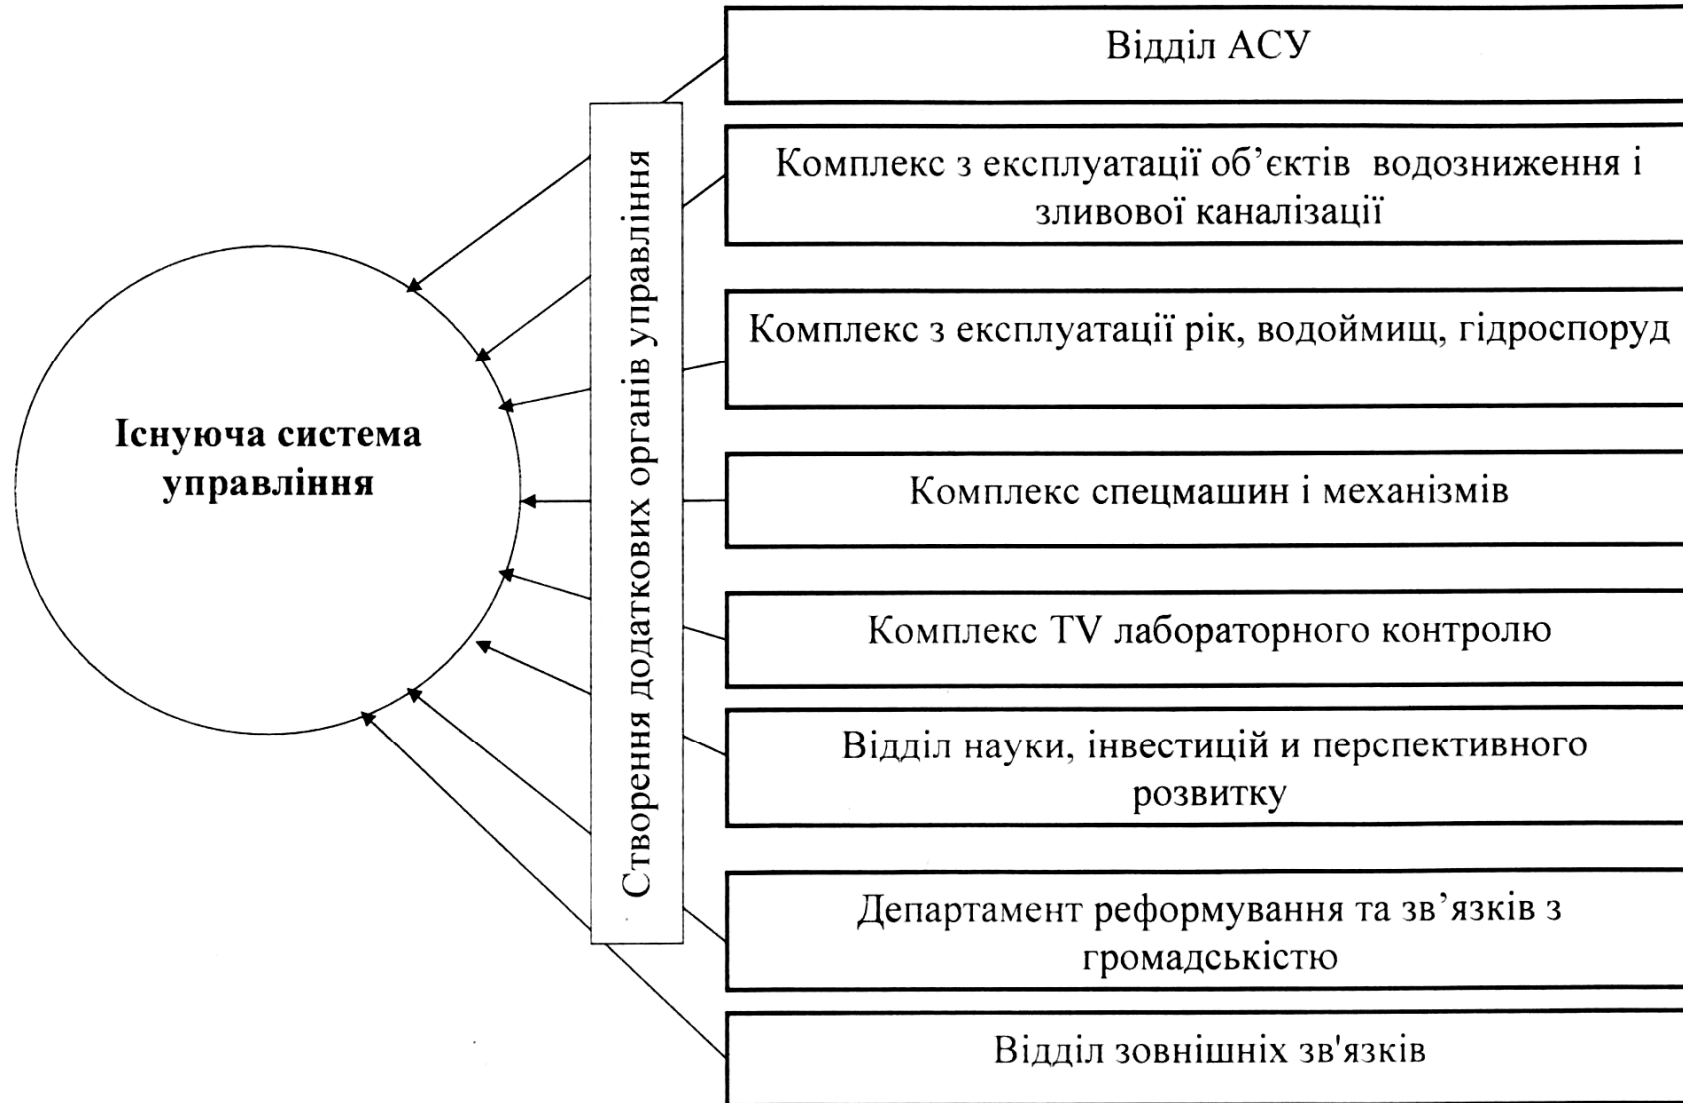 Відділ АСУ
Комплекс з експлуатації об’єктів водозниження і
зливової каналізації
Комплекс з експлуатації рік, водоймищ, гідроспоруд
Існуюча система
управління
Створення додаткових органів управління
Комплекс спецмашин і механізмів
Комплекс TV лабораторного контролю
Відділ науки, інвестицій и перспективного
розвитку
Департамент реформування та зв’язків з
громадськістю
Відділ зовнішніх зв'язків